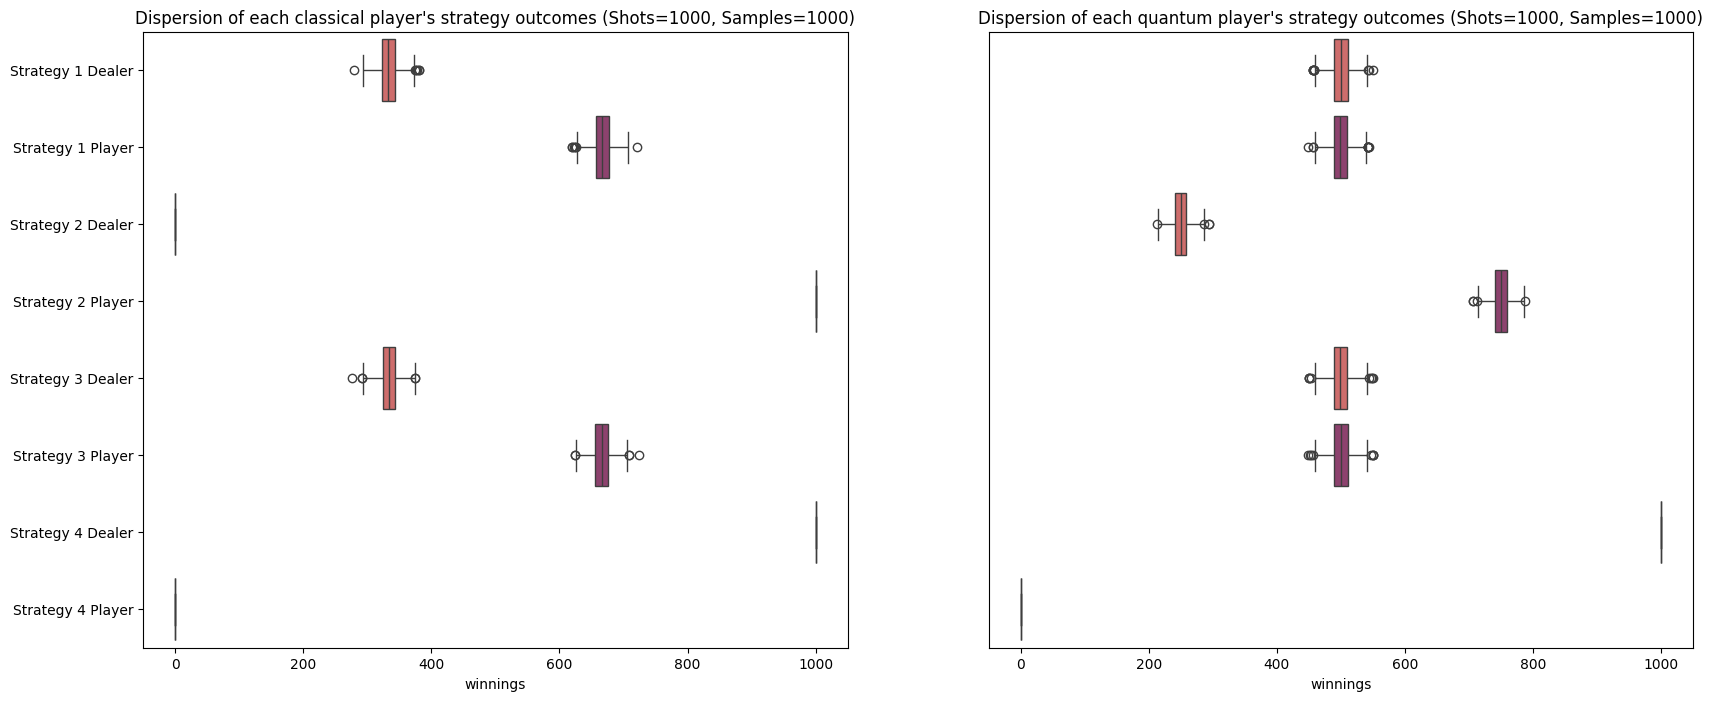 Dispersion of each classical player's strategy outcomes (Shots=1000, Samples=1000)
Strategy 1 Dealer
Strategy 1 Player
Strategy 2 Dealer
Strategy 2 Player
Strategy 3 Dealer
Strategy 3 Player
Strategy 4 Dealer
Strategy 4 Player
0 200 400 600 800 1000
winnings
Dispersion of each quantum player's strategy outcomes (Shots=1000, Samples=1000)
0 200 400 600 800 1000
winnings